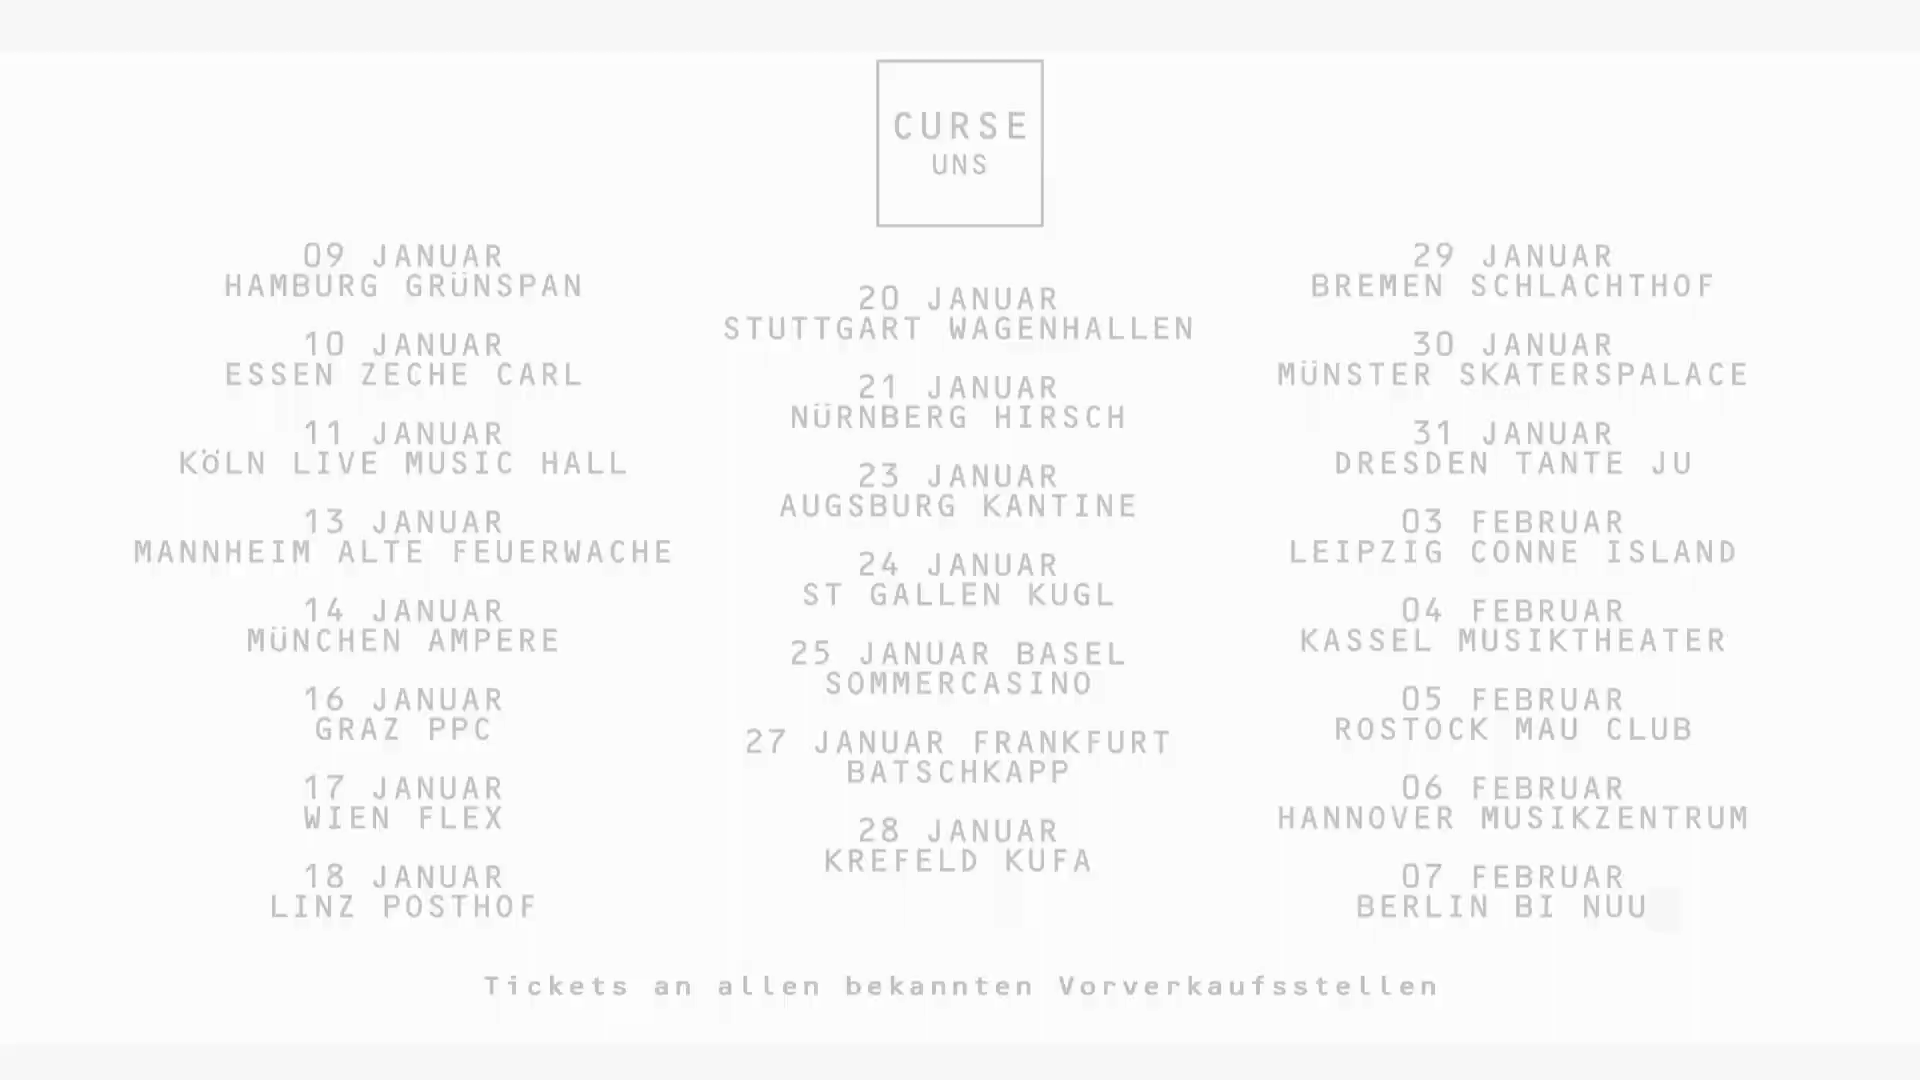 CURSE
UNS
09 JANUAR
HAMBURG GRÜNSPAN
10 JANUAR
ESSEN ZECHE CARL
11 JANUAR
KÖLN LIVE MUSIC HALL
13 JANUAR
MANNHEIM ALTE FEUERWACHE
14 JANUAR
MÜNCHEN AMPERE
16 JANUAR
GRAZ PPC
17 JANUAR
WIEN FLEX
18 JANUAR
LINZ POSTHOF
20 JANUAR
STUTTGART WAGENHALLEN
21 JANUAR
NÜRNBERG HIRSCH
23 JANUAR
AUGSBURG KANTINE
24 JANUAR
ST GALLEN KUGL
25 JANUAR BASEL
SOMMERCASINO
27 JANUAR FRANKFURT
BATSCHKAPP
28 JANUAR
KREFELD KUFA
29 JANUAR
BREMEN SCHLACHTHOF
30 JANUAR
MÜNSTER SKATERSPALACE
31 JANUAR
DRESDEN TANTE JU
03 FEBRUAR
LEIPZIG CONNE ISLAND
04 FEBRUAR
KASSEL MUSIKTHEATER
05 FEBRUAR
ROSTOCK MAU CLUB
06 FEBRUAR
HANNOVER MUSIKZENTRUM
07 FEBRUAR
BERLIN BI NUU
Tickets an allen bekannten Vorverkaufsstellen